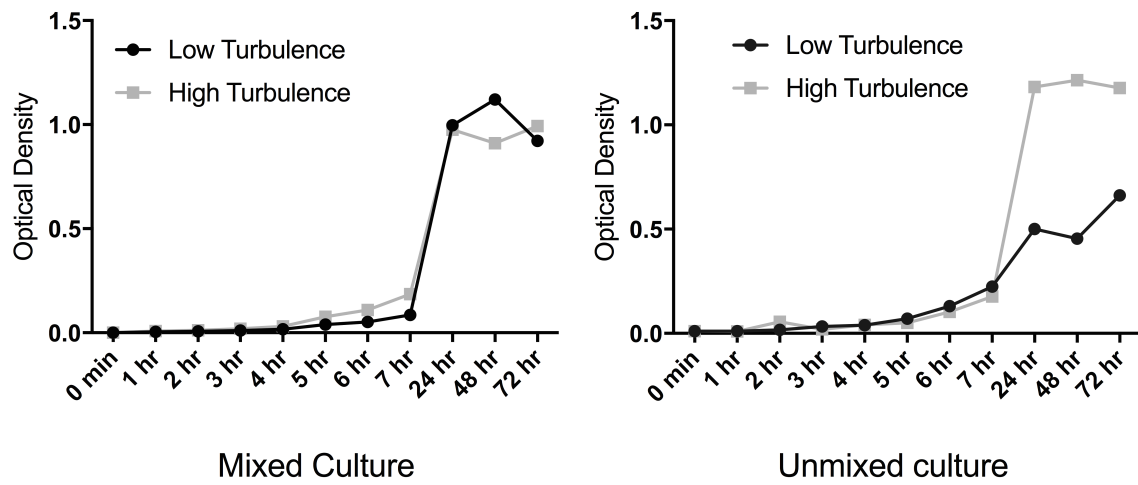 1.5
1.0
0.5
0.0
Optical Density
Low Turbulence
High Turbulence
0 min
1 hr
2 hr
3 hr
4 hr
5 hr
6 hr
7 hr
24 hr
48 hr
72 hr
Mixed Culture
1.5
1.0
0.5
0.0
Optical Density
Low Turbulence
High Turbulence
0 min
1 hr
2 hr
3 hr
4 hr
5 hr
6 hr
7 hr
24 hr
48 hr
72 hr
Unmixed culture